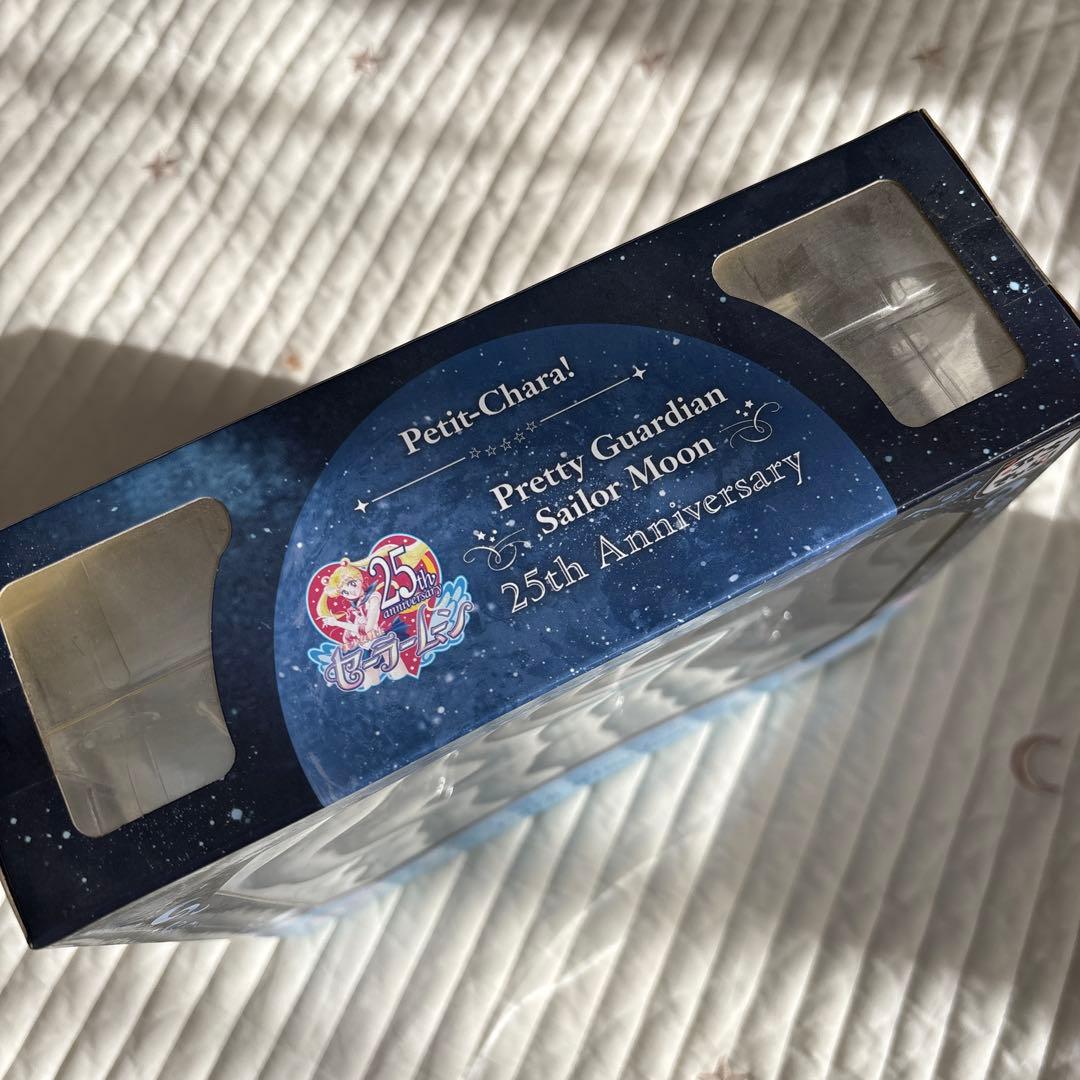 Petit-Chara!
Pretty Guardian
Sailor Moon
25th Anniversary
25th
anniversary
セーラームーン